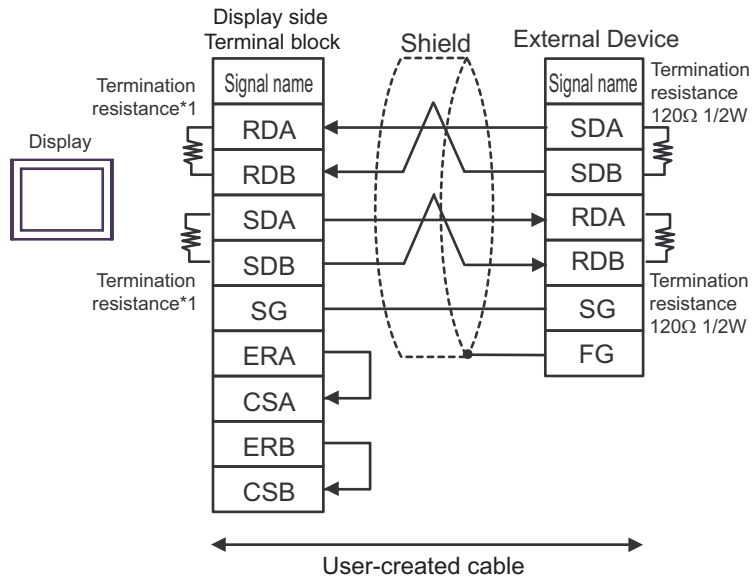 Display side
Terminal block
Shield
External Device
Termination
resistance*1
Display
Termination
resistance*1
Signal name
RDA
RDB
SDA
SDB
SG
ERA
CSA
ERB
CSB
Signal name
SDA
SDB
RDA
RDB
SG
FG
Termination
resistance
120Ω 1/2W
Termination
resistance
120Ω 1/2W
User-created cable